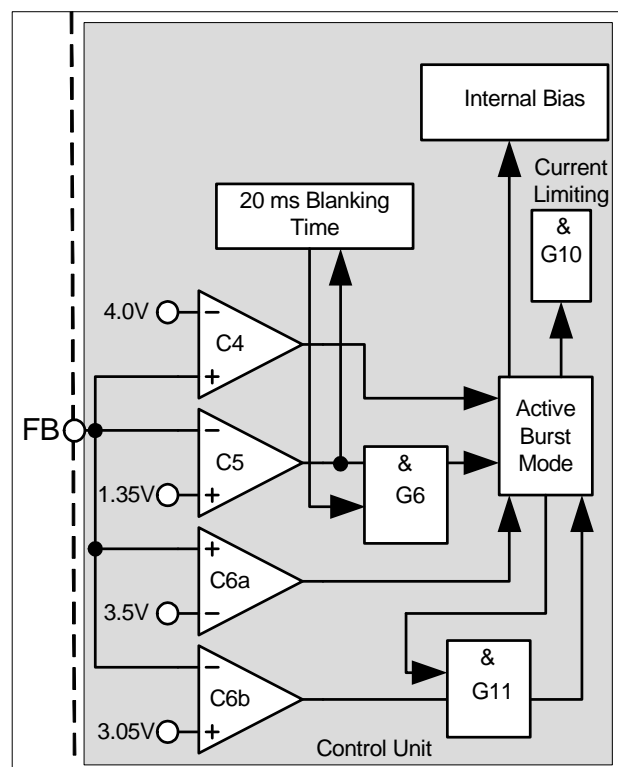 Internal Bias
Current
Limiting
20 ms Blanking
Time
&
G10
4.0V
C4
FB
C5
1.35V
&
G6
Active
Burst
Mode
C6a
3.5V
C6b
3.05V
&
G11
Control Unit